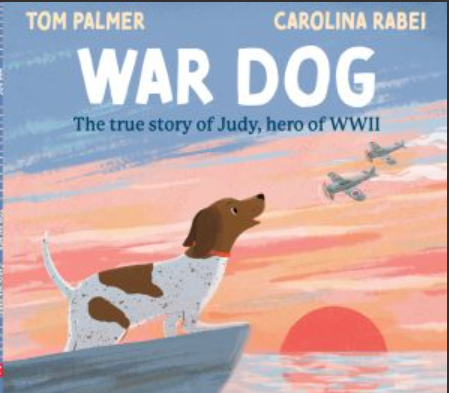 TOM PALMER CAROLINA RABEI
WAR DOG
The true story of Judy, hero of WWII